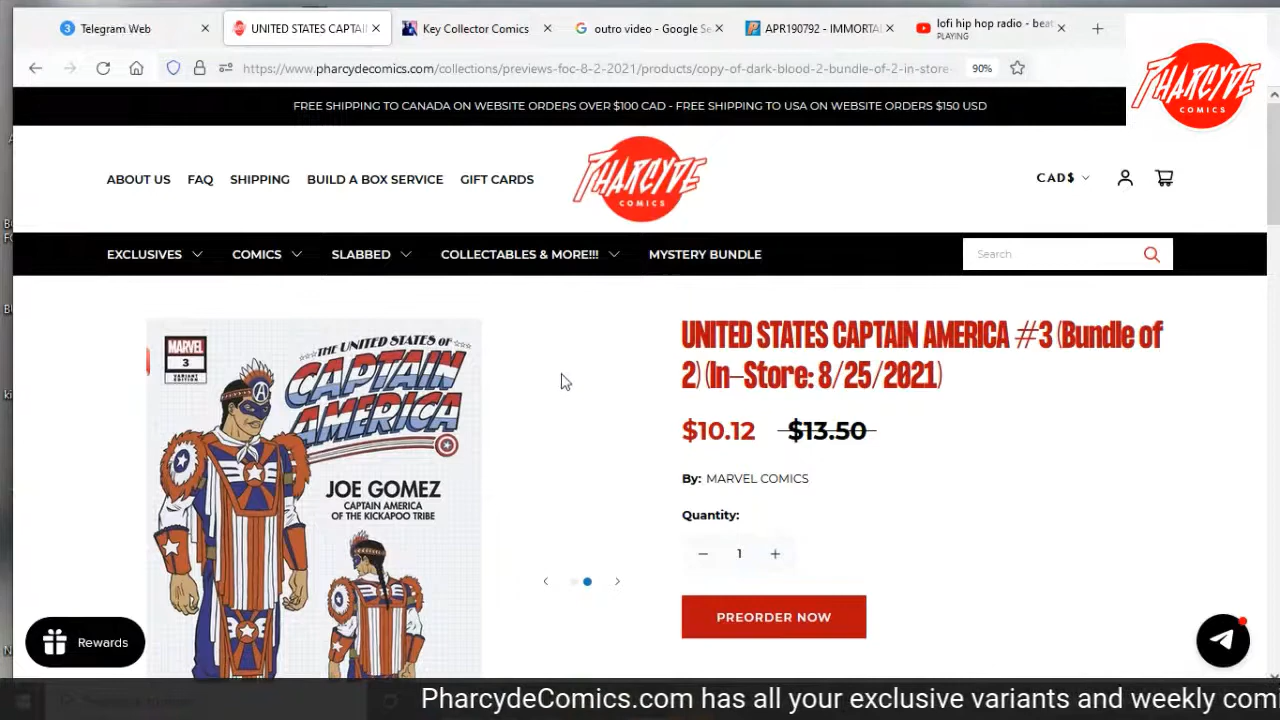 3 Telegram Web
UNITED STATES CAPTAI
Key Collector Comics
outro video - Google Se
APR190792 - IMMORTAL
lofi hip hop radio - beat
PLAYING
https://www.pharcydecomics.com/collections/previews-foc-8-2-2021/products/copy-of-dark-blood-2-bundle-of-2-in-store-
90%
PHARCYDE
COMICS
FREE SHIPPING TO CANADA ON WEBSITE ORDERS OVER $100 CAD - FREE SHIPPING TO USA ON WEBSITE ORDERS $150 USD
ABOUT US FAQ SHIPPING BUILD A BOX SERVICE GIFT CARDS
PHARCYDE
COMICS
CAD$
EXCLUSIVES COMICS SLABBED COLLECTABLES & MORE!!! MYSTERY BUNDLE
Search
MARVEL
3
VARIANT
EDITION
THE UNITED STATES OF
CAPTAIN
AMERICA
JOE GOMEZ
CAPTAIN AMERICA
OF THE KICKAPOO TRIBE
UNITED STATES CAPTAIN AMERICA #3 (Bundle of
2) (In-Store: 8/25/2021)
$10.12 $13.50
By: MARVEL COMICS
Quantity:
− 1 +
PREORDER NOW
Rewards
PharcydeComics.com has all your exclusive variants and weekly com